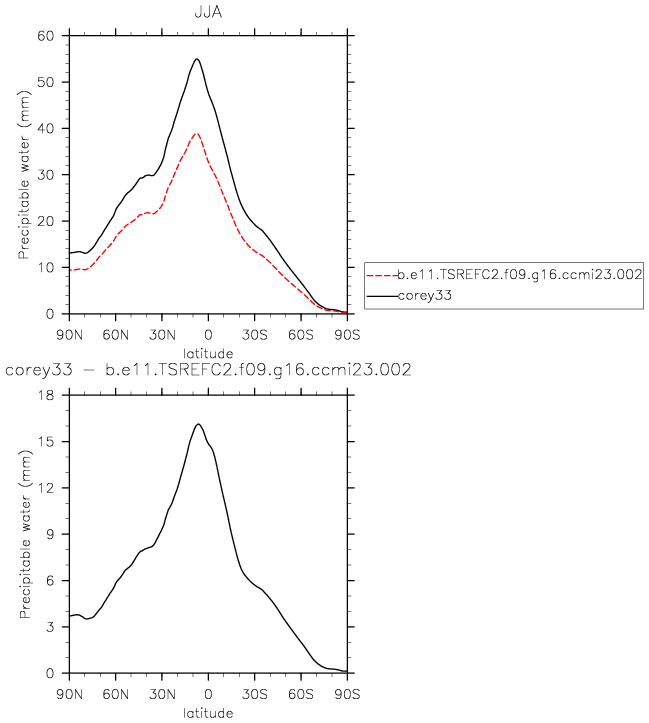 JJA
60
50
40
30
20
10
0
Precipitable water (mm)
90N 60N 30N 0 30S 60S 90S
latitude
b.e11.TSREFC2.f09.g16.ccmi23.002
corey33
corey33 − b.e11.TSREFC2.f09.g16.ccmi23.002
18
15
12
9
6
3
0
Precipitable water (mm)
90N 60N 30N 0 30S 60S 90S
latitude